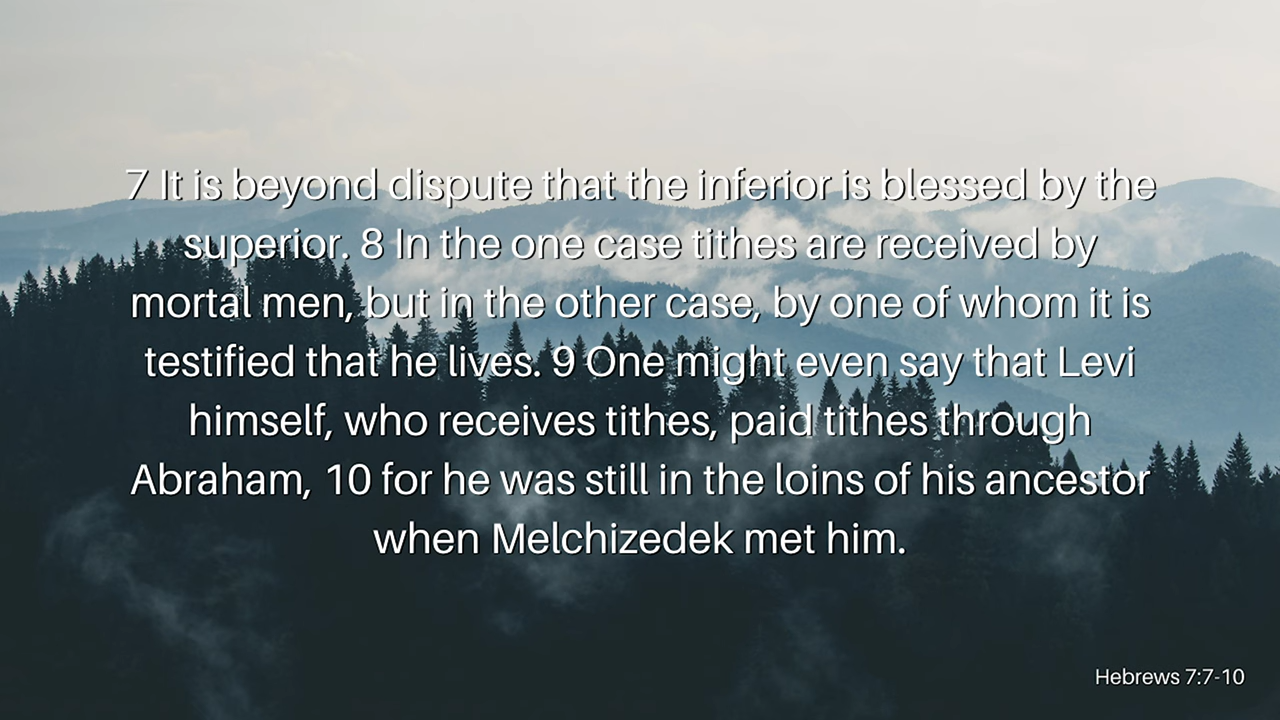 7 It is beyond dispute that the inferior is blessed by the
superior. 8 In the one case tithes are received by
mortal men, but in the other case, by one of whom it is
testified that he lives. 9 One might even say that Levi
himself, who receives tithes, paid tithes through
Abraham, 10 for he was still in the loins of his ancestor
when Melchizedek met him.
Hebrews 7:7-10